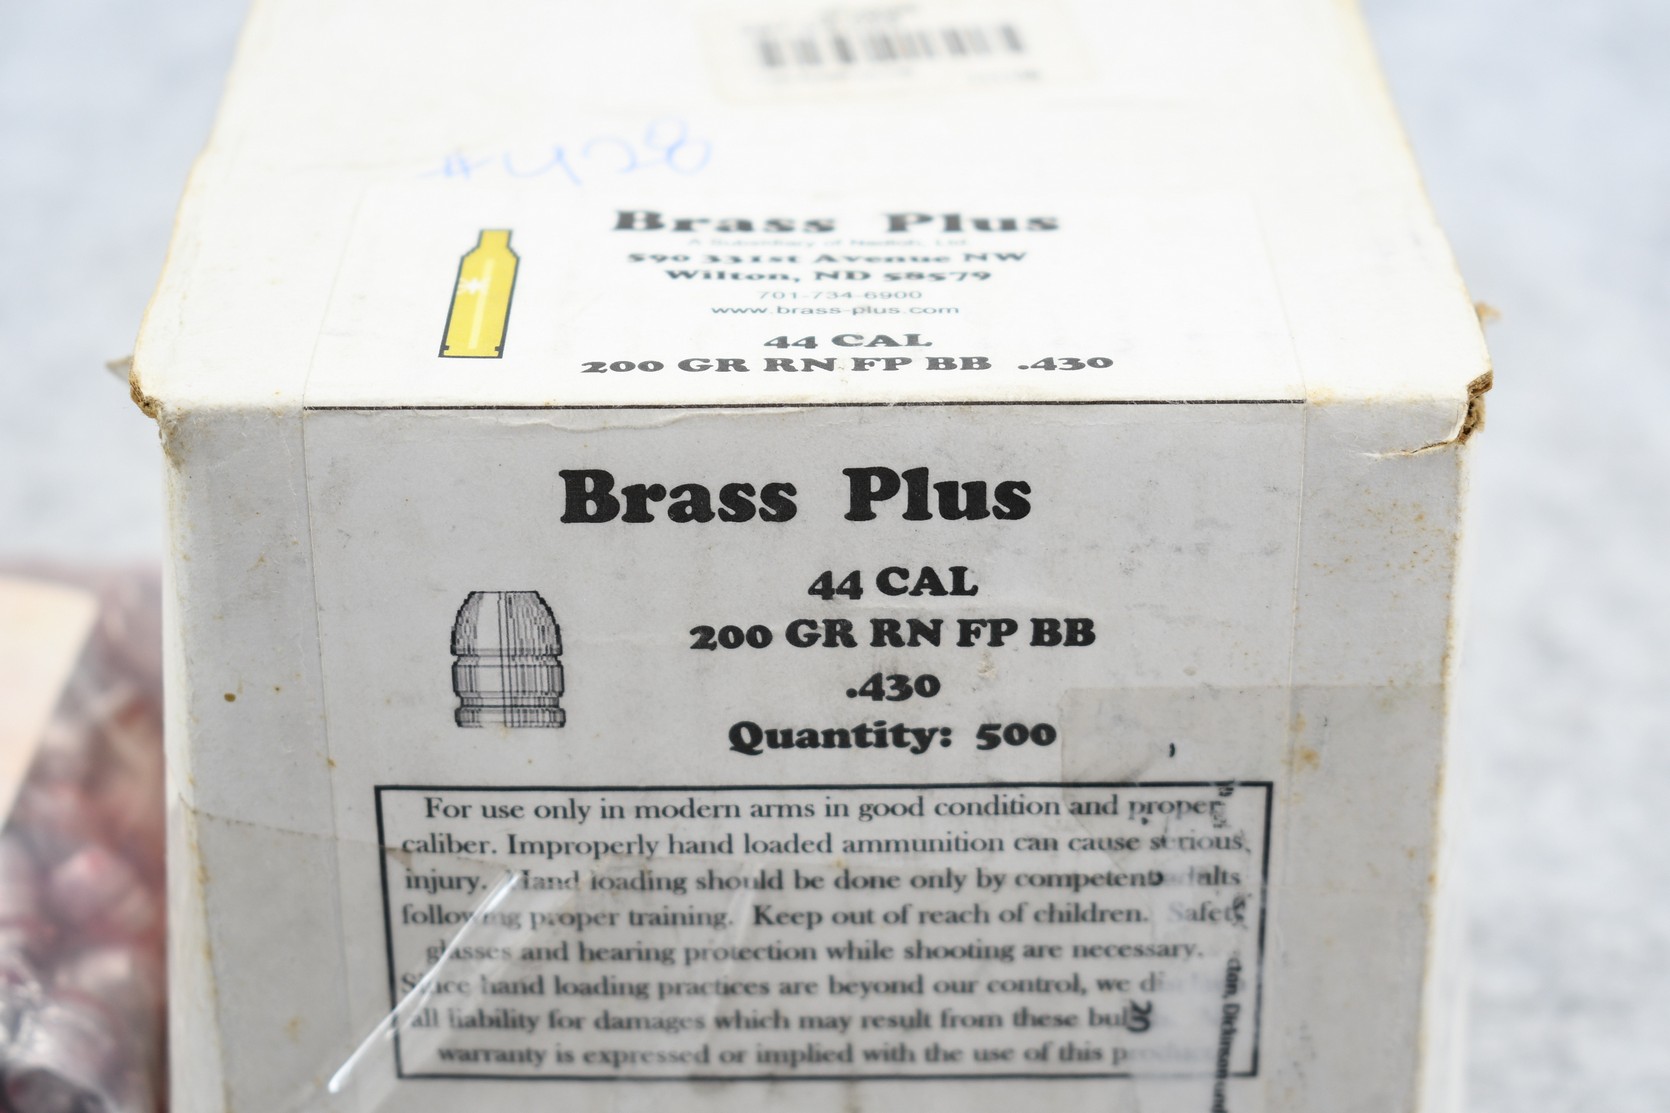 #428
Brass Plus
A Subsidiary of Nedloh, Ltd.
590 331st Avenue NW
Wilton, ND 58579
701-734-6900
www.brass-plus.com
44 CAL
200 GR RN FP BB .430
Brass Plus
44 CAL
200 GR RN FP BB
.430
Quantity: 500
For use only in modern arms in good condition and proper
caliber. Improperly hand loaded ammunition can cause serious
injury. Hand loading should be done only by competent
following proper training. Keep out of reach of children. Safety
glasses and hearing protection while shooting are necessary.
Since hand loading practices are beyond our control, we
all liability for damages which may result from these
warranty is expressed or implied with the use of this
20